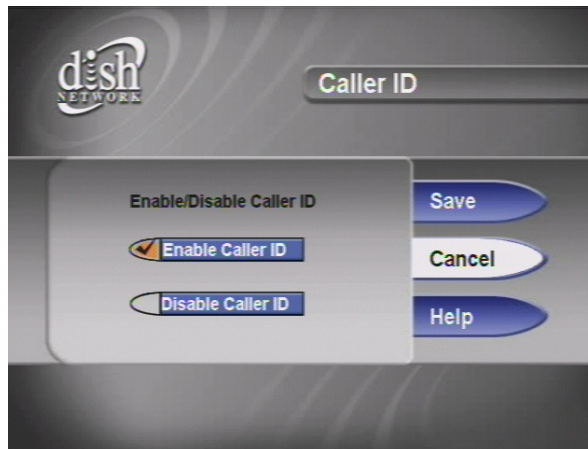 dish
NETWORK
Caller ID
Enable/Disable Caller ID
Enable Caller ID
Disable Caller ID
Save
Cancel
Help